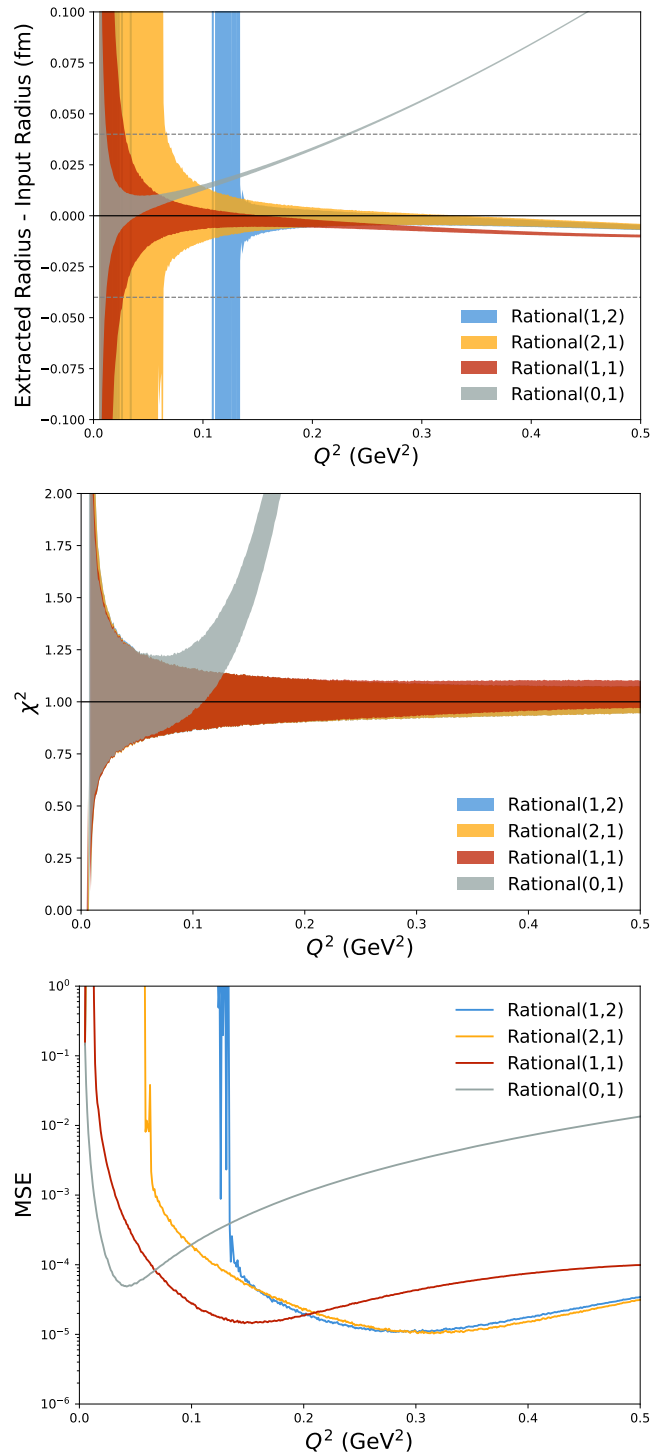 Extracted Radius - Input Radius (fm)
0.100
0.075
0.050
0.025
0.000
−0.025
−0.050
−0.075
−0.100
Rational(1,2)
Rational(2,1)
Rational(1,1)
Rational(0,1)
0.0 0.1 0.2 0.3 0.4 0.5
Q² (GeV²)
χ²
2.00
1.75
1.50
1.25
1.00
0.75
0.50
0.25
0.00
Rational(1,2)
Rational(2,1)
Rational(1,1)
Rational(0,1)
0.0 0.1 0.2 0.3 0.4 0.5
Q² (GeV²)
MSE
10⁰
10⁻¹
10⁻²
10⁻³
10⁻⁴
10⁻⁵
10⁻⁶
Rational(1,2)
Rational(2,1)
Rational(1,1)
Rational(0,1)
0.0 0.1 0.2 0.3 0.4 0.5
Q² (GeV²)